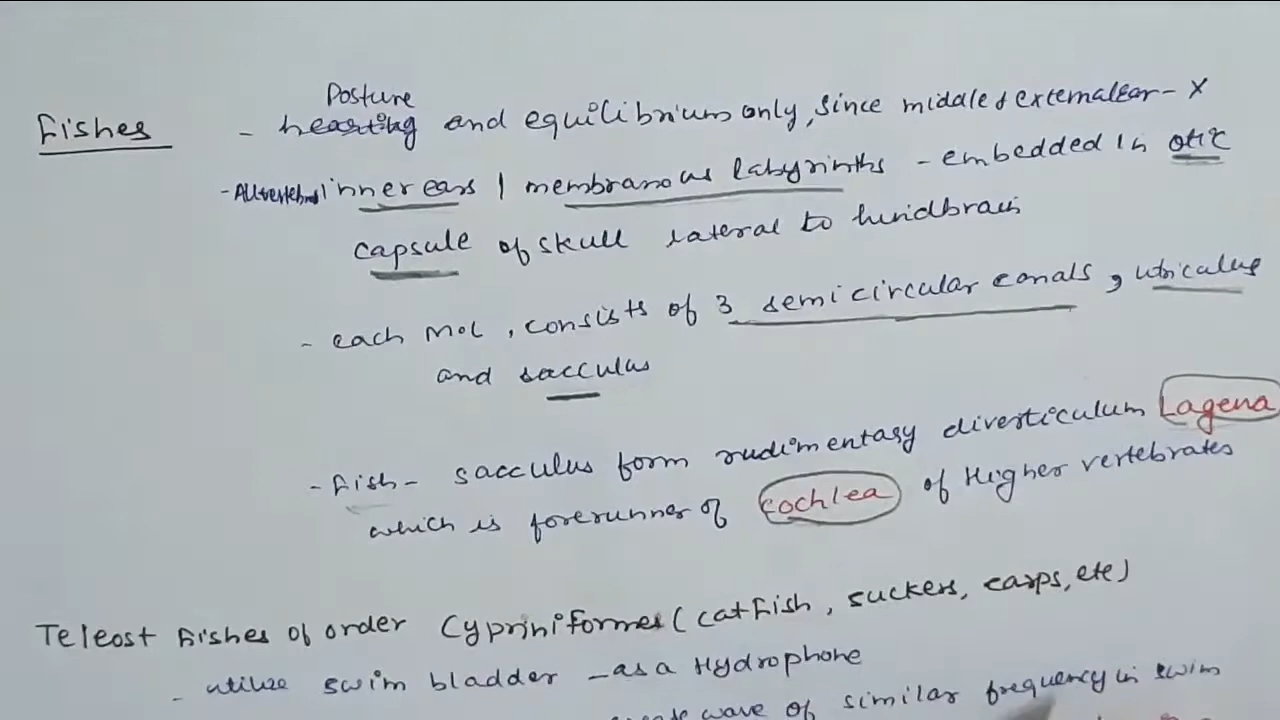 Posture
Fishes - hearing and equilibrium only, since middle & external ear - X
- All vertebrates inner ears | membranous labyrinths - embedded in otic
capsule of skull lateral to hindbrain
- each mol, consists of 3 semicircular canals, utriculus
and sacculus
- Fish - sacculus form rudimentary diverticulum Lagena
which is forerunner of cochlea of Higher vertebrates
Teleost Fishes of order Cypriniformes (catfish, suckers, carps, etc)
- utilize swim bladder - as a Hydrophone
wave of similar frequency in swim